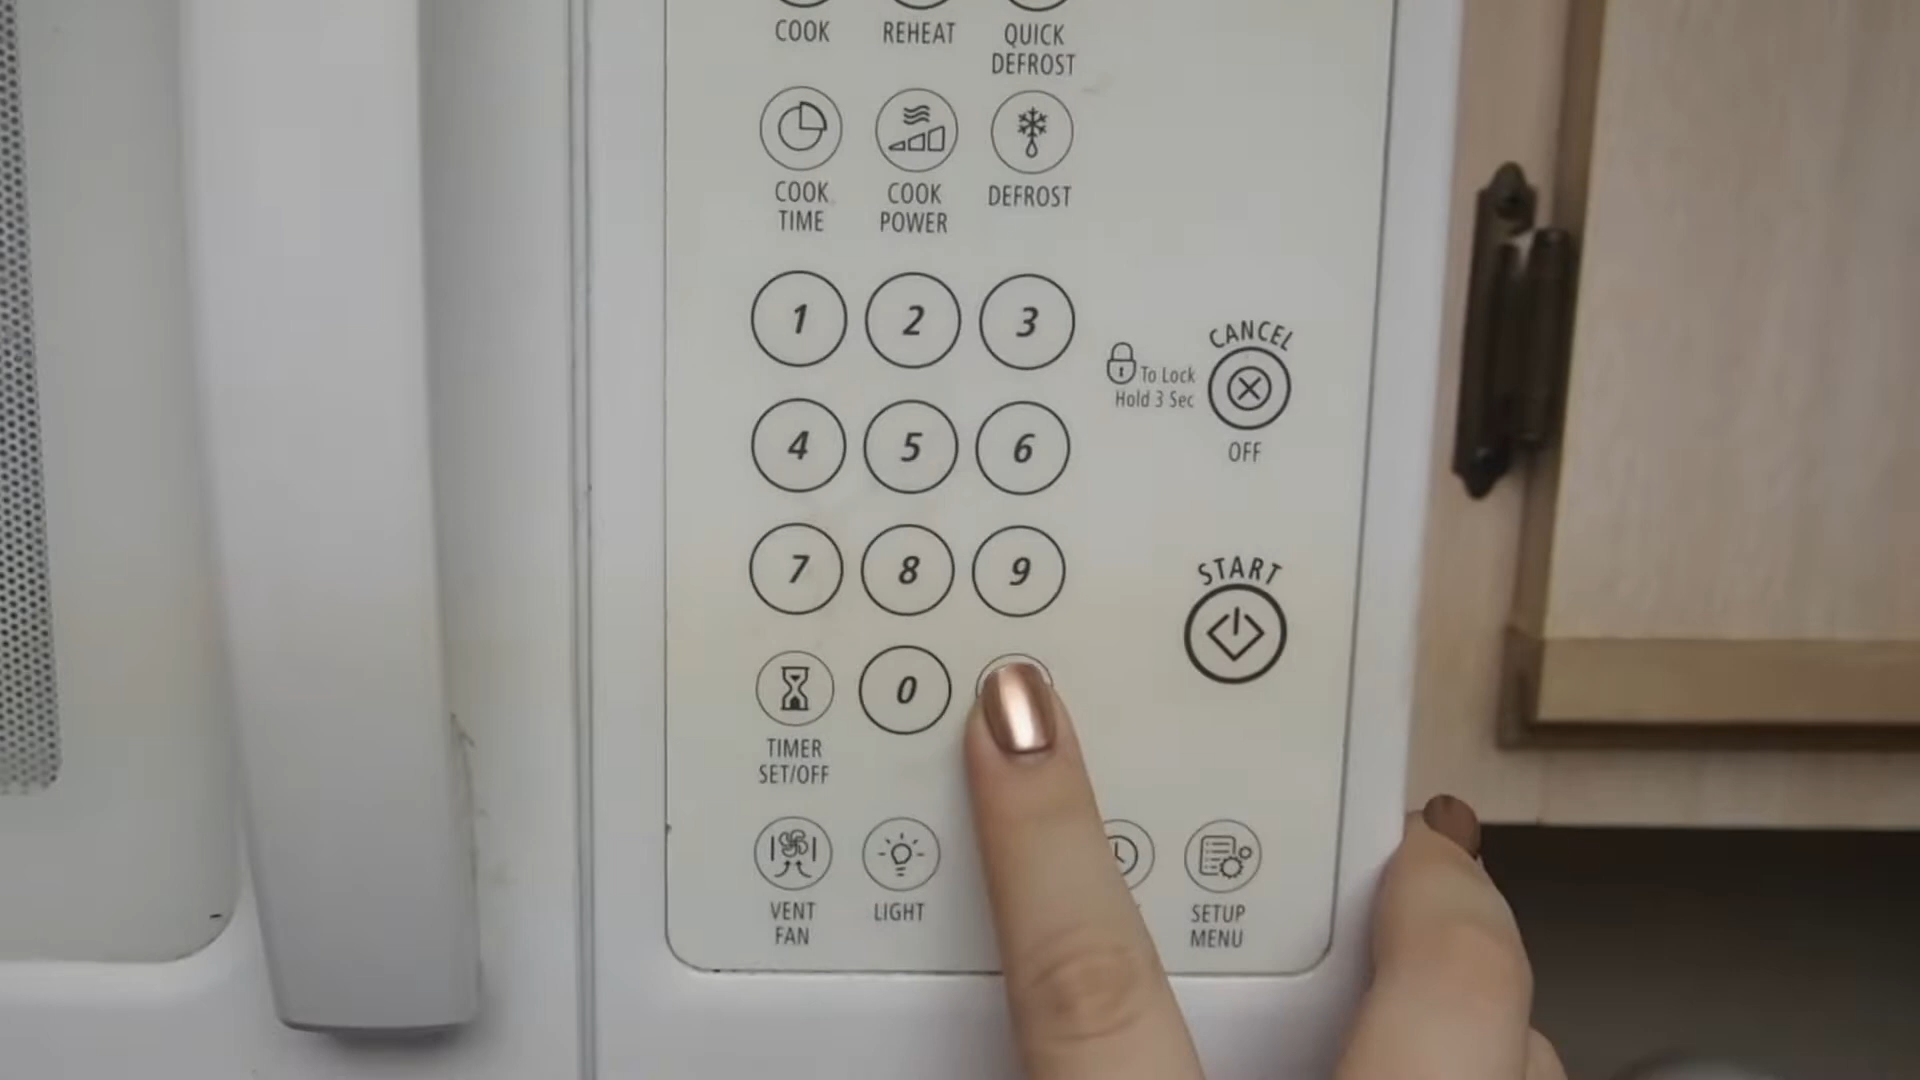 COOK
REHEAT
QUICK
DEFROST
COOK
TIME
COOK
POWER
DEFROST
1
2
3
CANCEL
To Lock
Hold 3 Sec
OFF
4
5
6
7
8
9
START
0
TIMER
SET/OFF
VENT
FAN
LIGHT
SETUP
MENU